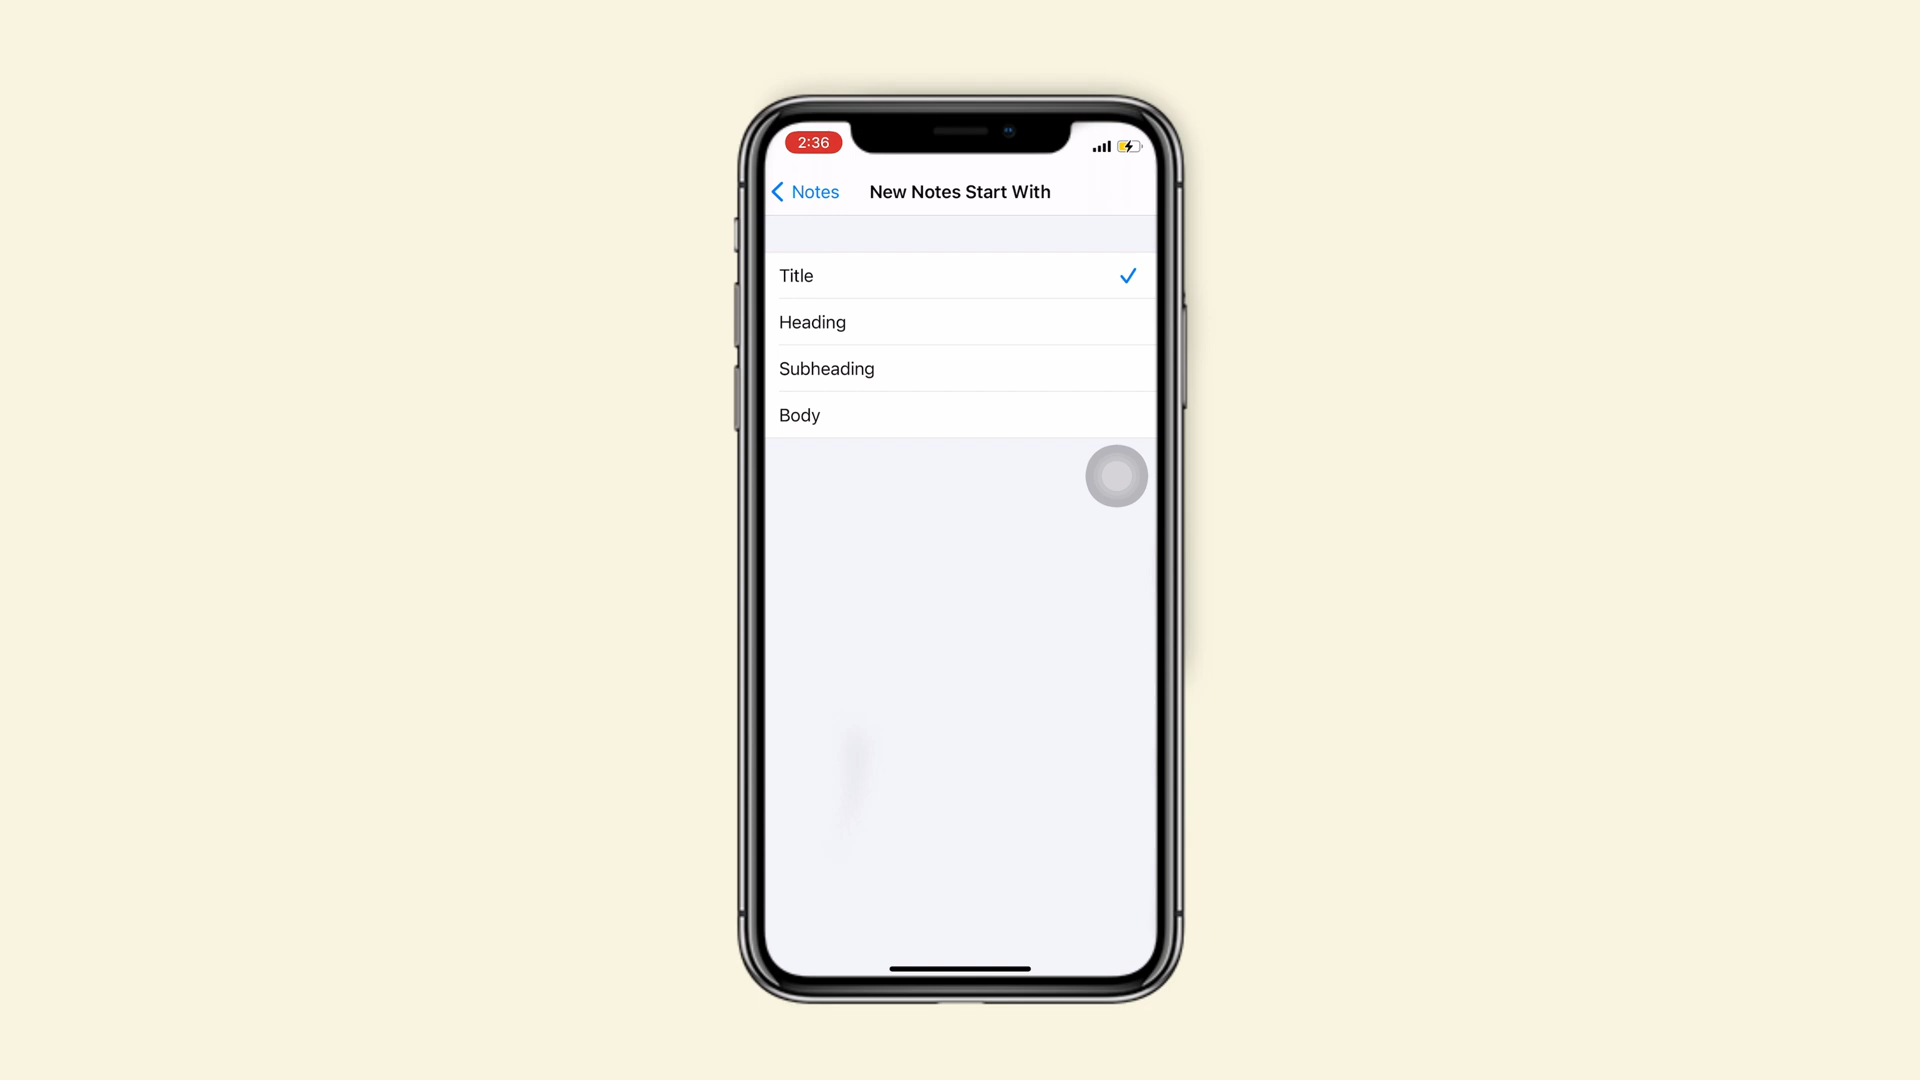 2:36
Notes
New Notes Start With
Title
Heading
Subheading
Body